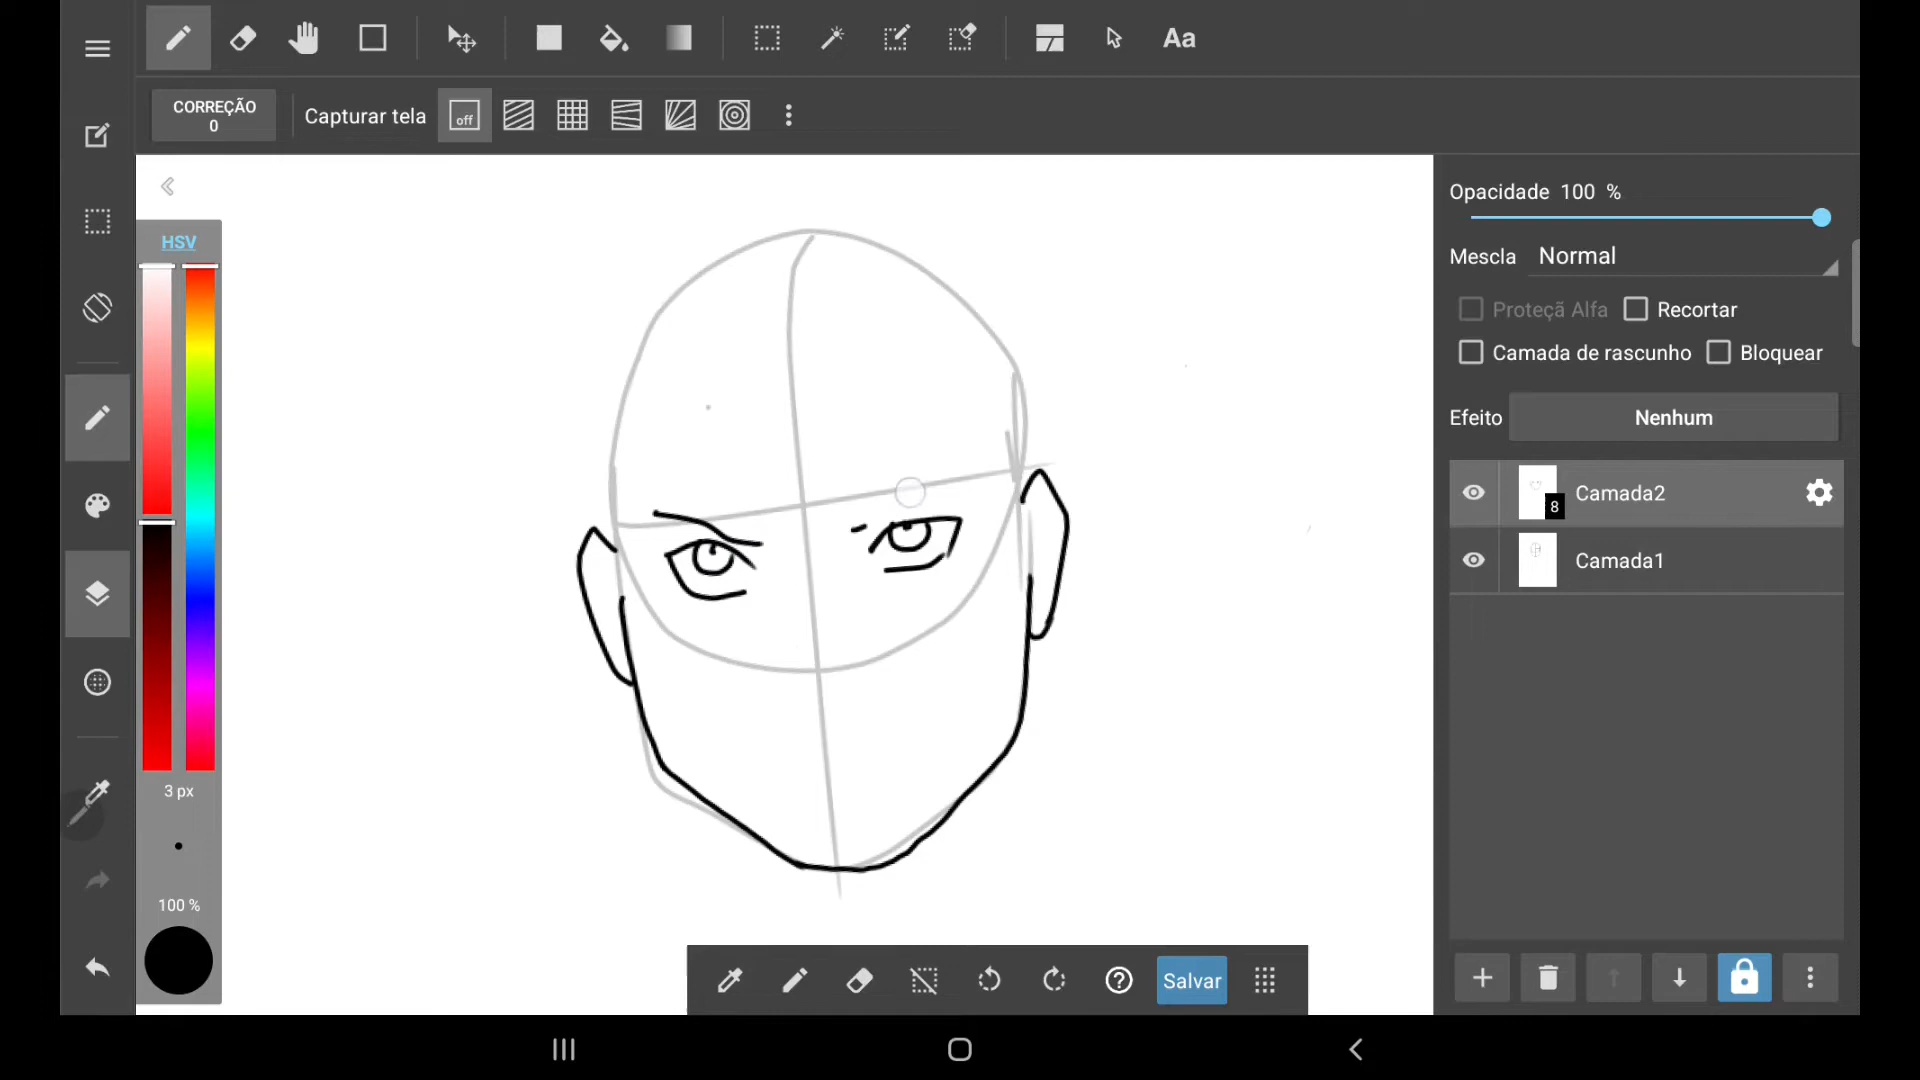 Aa
CORREÇÃO
0
Capturar tela
off
HSV
3 px
100 %
Opacidade 100 %
Mescla Normal
Proteçã Alfa Recortar
Camada de rascunho Bloquear
Efeito Nenhum
8 Camada2
Camada1
Salvar